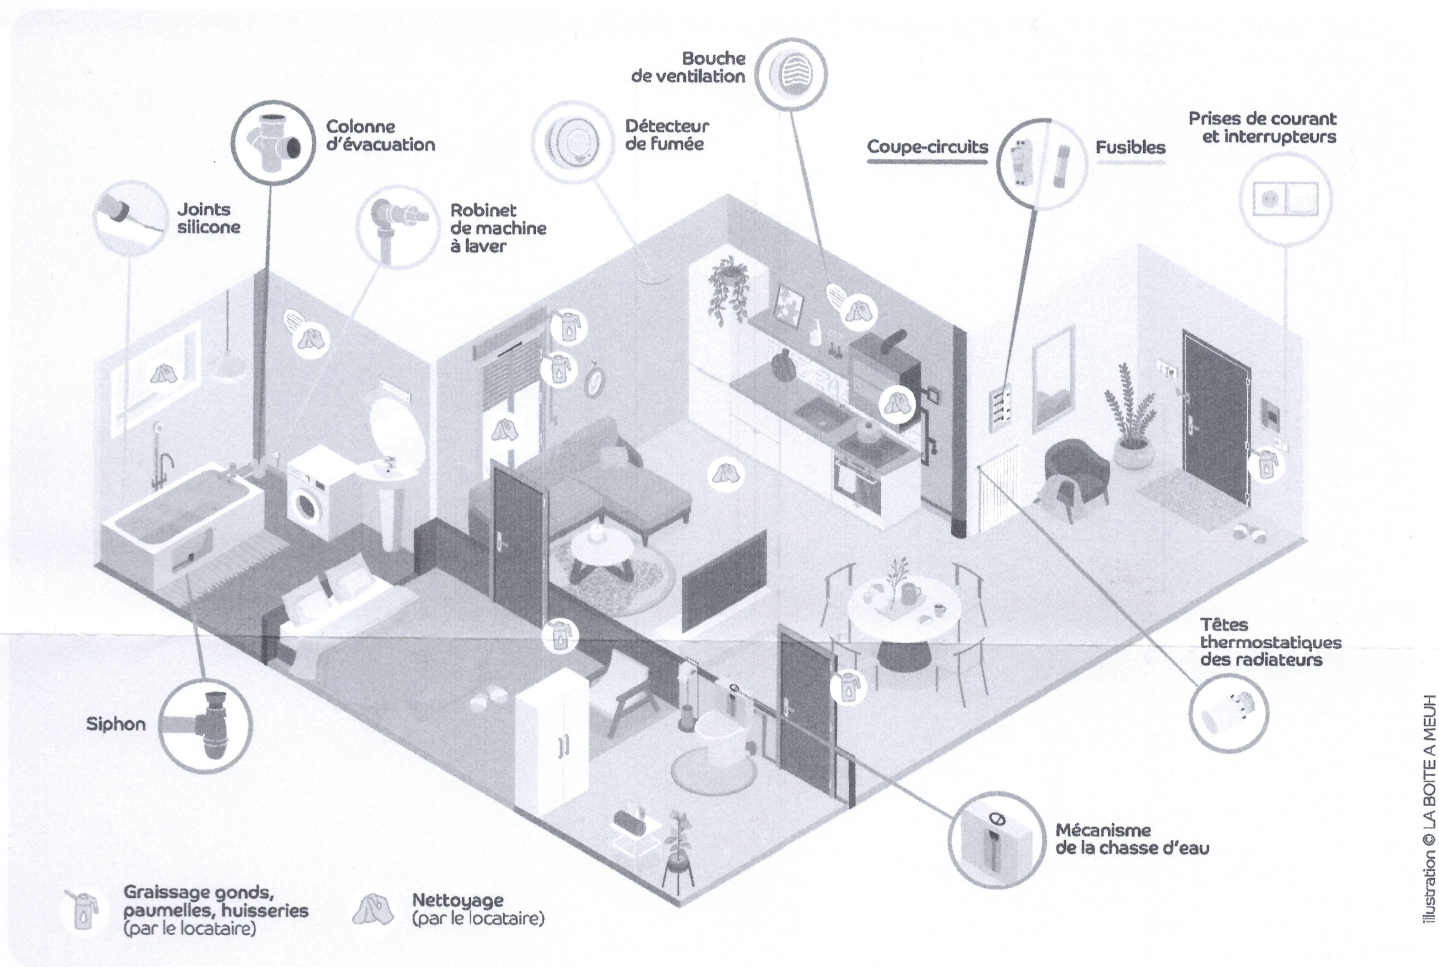 Bouche
de ventilation
Colonne
d'évacuation
Détecteur
de fumée
Coupe-circuits
Fusibles
Prises de courant
et interrupteurs
Joints
silicone
Robinet
de machine
à laver
Têtes
thermostatiques
des radiateurs
Siphon
Mécanisme
de la chasse d'eau
Graissage gonds,
paumelles, huisseries
(par le locataire)
Nettoyage
(par le locataire)
illustration © LA BOITE A MEUH